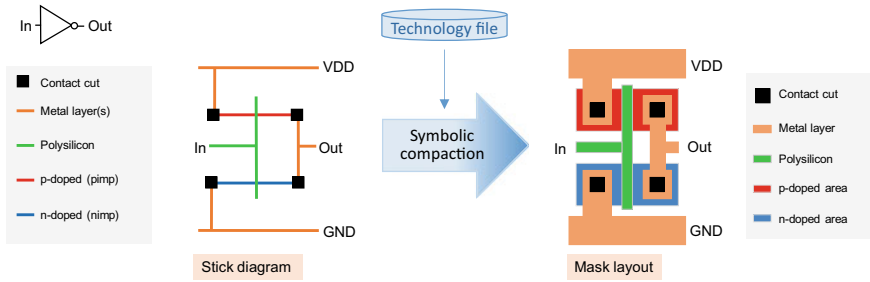 In
Out
Contact cut
Metal layer(s)
Polysilicon
p-doped (pimp)
n-doped (nimp)
VDD
In
Out
GND
Stick diagram
Technology file
Symbolic
compaction
VDD
In
Out
GND
Mask layout
Contact cut
Metal layer
Polysilicon
p-doped area
n-doped area